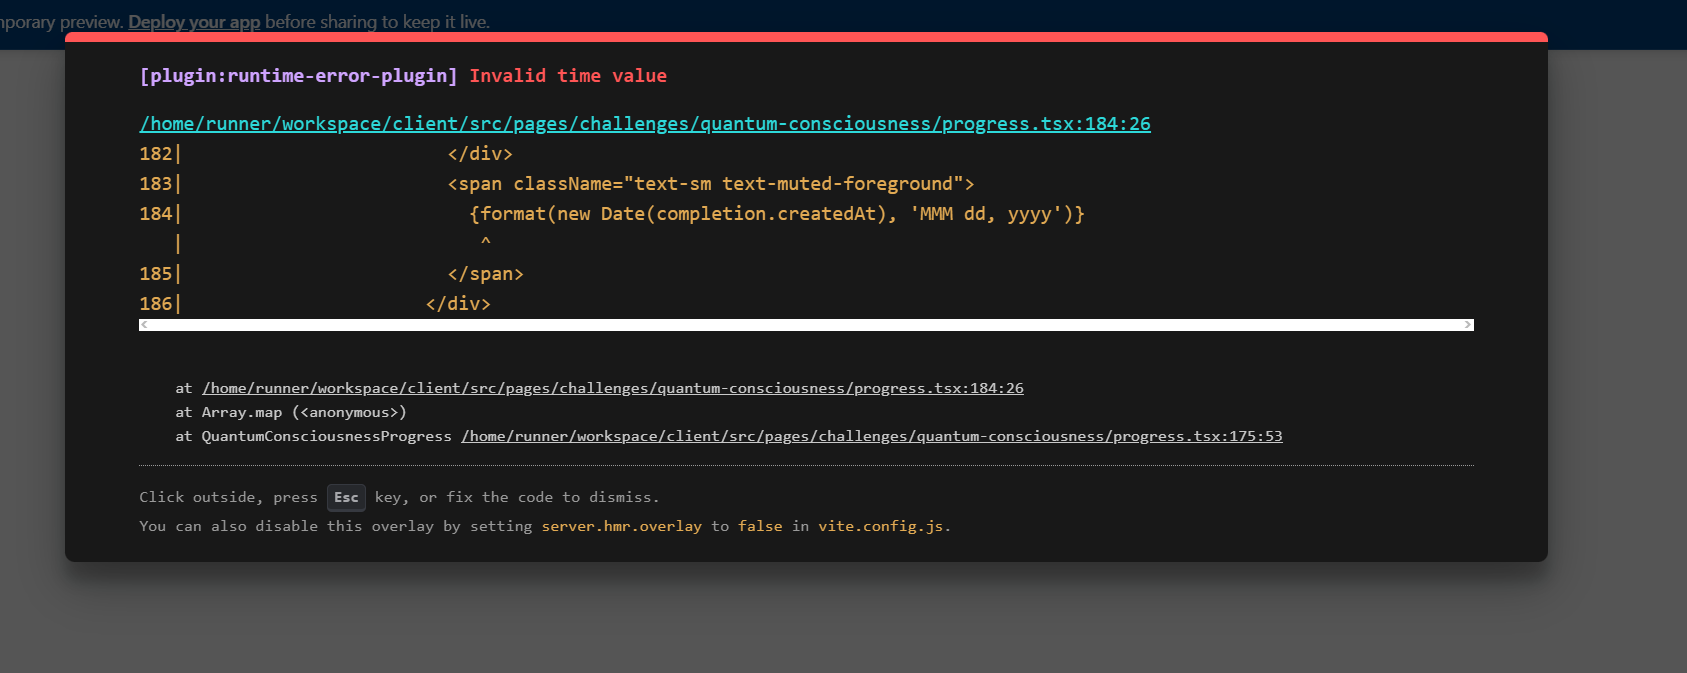 mporary preview. Deploy your app before sharing to keep it live.
[plugin:runtime-error-plugin] Invalid time value
/home/runner/workspace/client/src/pages/challenges/quantum-consciousness/progress.tsx:184:26
182|                        </div>
183|                        <span className="text-sm text-muted-foreground">
184|                          {format(new Date(completion.createdAt), 'MMM dd, yyyy')}
   |                           ^
185|                        </span>
186|                      </div>
at /home/runner/workspace/client/src/pages/challenges/quantum-consciousness/progress.tsx:184:26
at Array.map (<anonymous>)
at QuantumConsciousnessProgress /home/runner/workspace/client/src/pages/challenges/quantum-consciousness/progress.tsx:175:53
Click outside, press Esc key, or fix the code to dismiss.
You can also disable this overlay by setting server.hmr.overlay to false in vite.config.js.